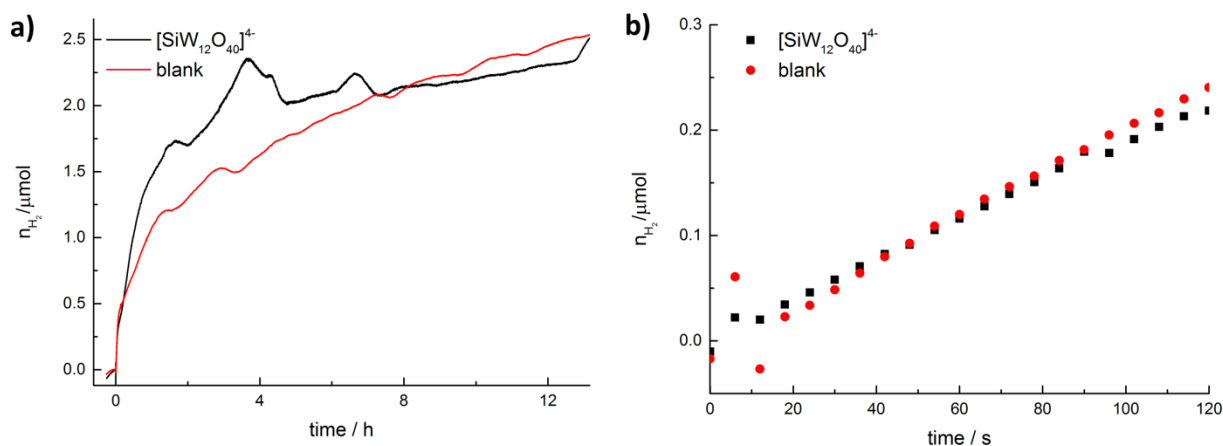 a)
[SiW₁₂O₄₀]⁴⁻
blank
2.5
2.0
1.5
1.0
0.5
0.0
n_H₂/μmol
0
4
8
12
time / h
b)
[SiW₁₂O₄₀]⁴⁻
blank
0.3
0.2
0.1
0.0
n_H₂/μmol
0
20
40
60
80
100
120
time / s